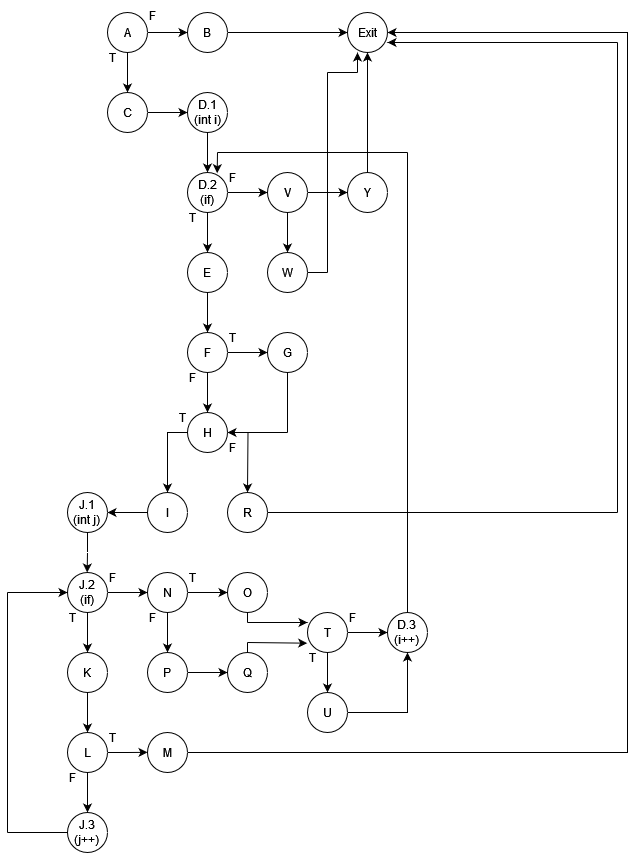 A
F
B
Exit
T
C
D.1
(int i)
D.2
(if)
F
V
Y
T
E
W
F
T
G
F
T
H
F
J.1
(int j)
I
R
J.2
(if)
F
N
T
O
T
F
T
F
D.3
(i++)
K
P
Q
T
U
L
T
M
F
J.3
(j++)